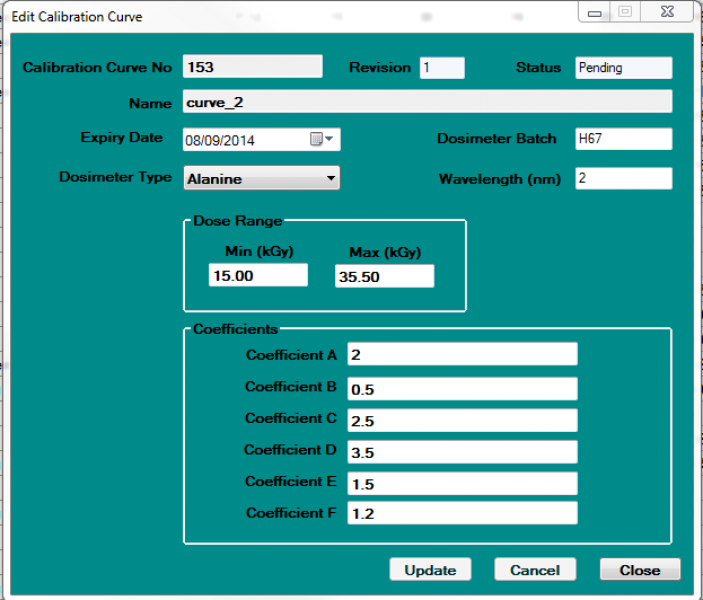 Edit Calibration Curve
Calibration Curve No 153 Revision 1 Status Pending
Name curve_2
Expiry Date 08/09/2014 Dosimeter Batch H67
Dosimeter Type Alanine Wavelength (nm) 2
Dose Range
Min (kGy) Max (kGy)
15.00 35.50
Coefficients
Coefficient A 2
Coefficient B 0.5
Coefficient C 2.5
Coefficient D 3.5
Coefficient E 1.5
Coefficient F 1.2
Update Cancel Close